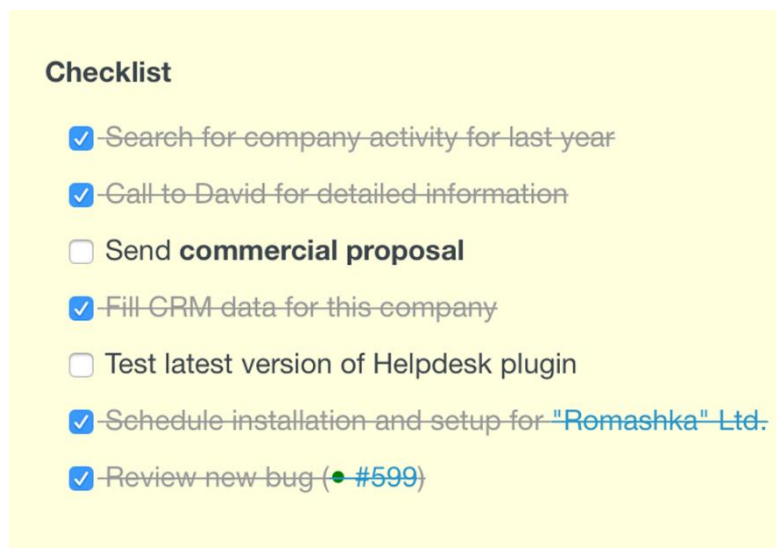 Checklist
Search for company activity for last year
Call to David for detailed information
Send commercial proposal
Fill CRM data for this company
Test latest version of Helpdesk plugin
Schedule installation and setup for "Romashka" Ltd.
Review new bug (● #599)